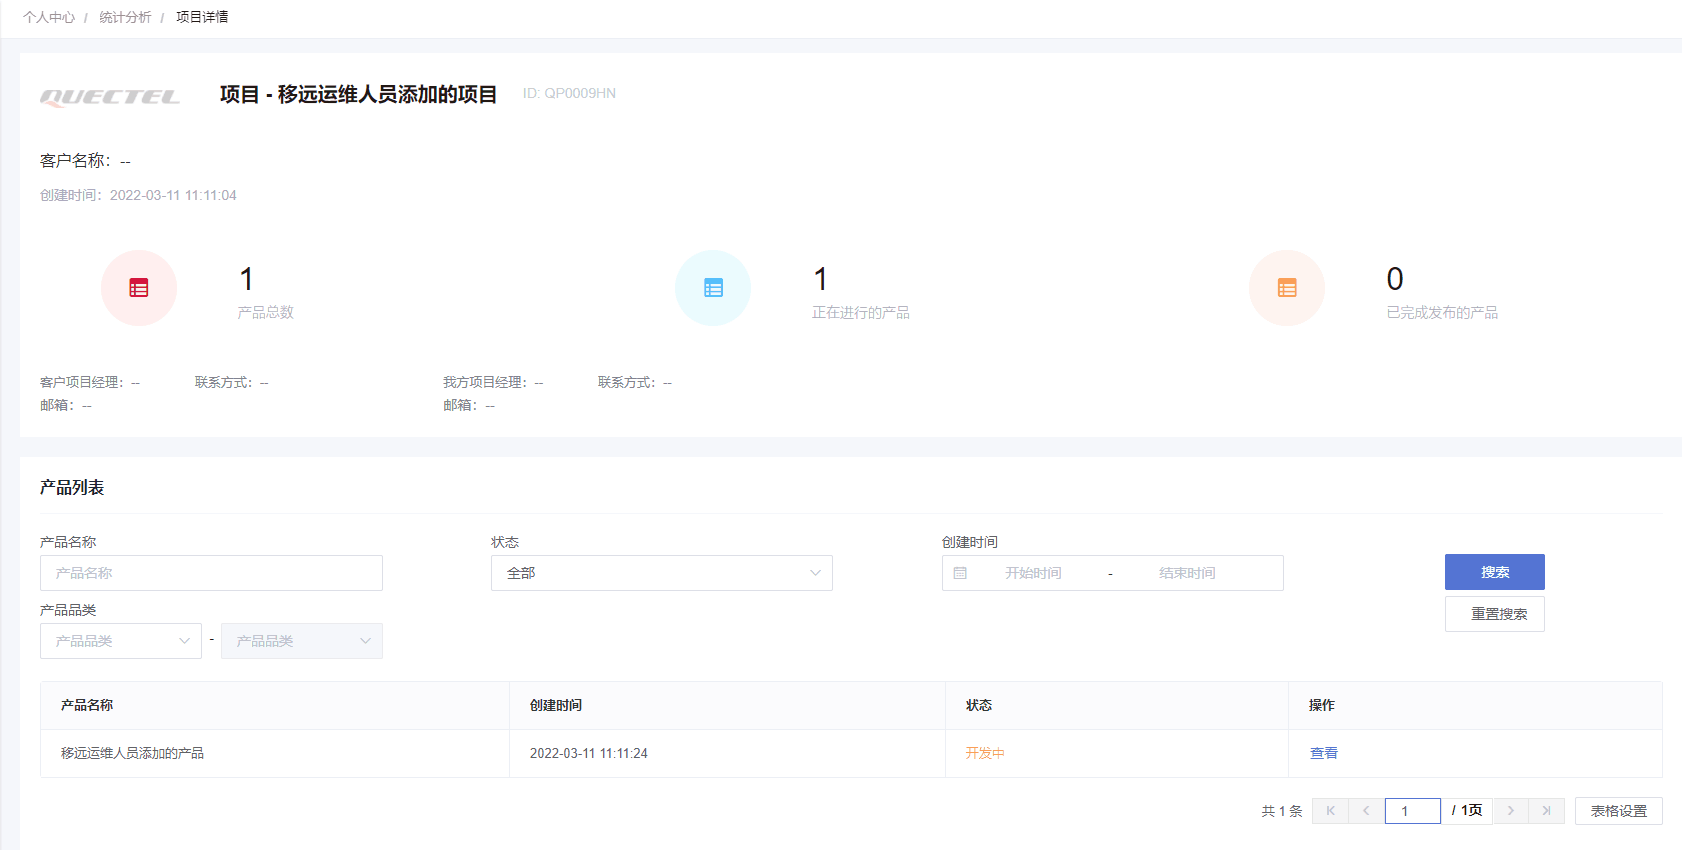 个人中心 / 统计分析 / 项目详情
QUECTEL
项目 - 移远运维人员添加的项目 ID: QP0009HN
客户名称: --
创建时间: 2022-03-11 11:11:04
1
产品总数
1
正在进行的产品
0
已完成发布的产品
客户项目经理: -- 联系方式: -- 我方项目经理: -- 联系方式: --
邮箱: -- 邮箱: --
产品列表
产品名称 状态 创建时间
产品名称 全部 开始时间 - 结束时间 搜索
产品品类 重置搜索
产品品类 - 产品品类
产品名称 创建时间 状态 操作
移远运维人员添加的产品 2022-03-11 11:11:24 开发中 查看
共 1 条 1 / 1页 表格设置